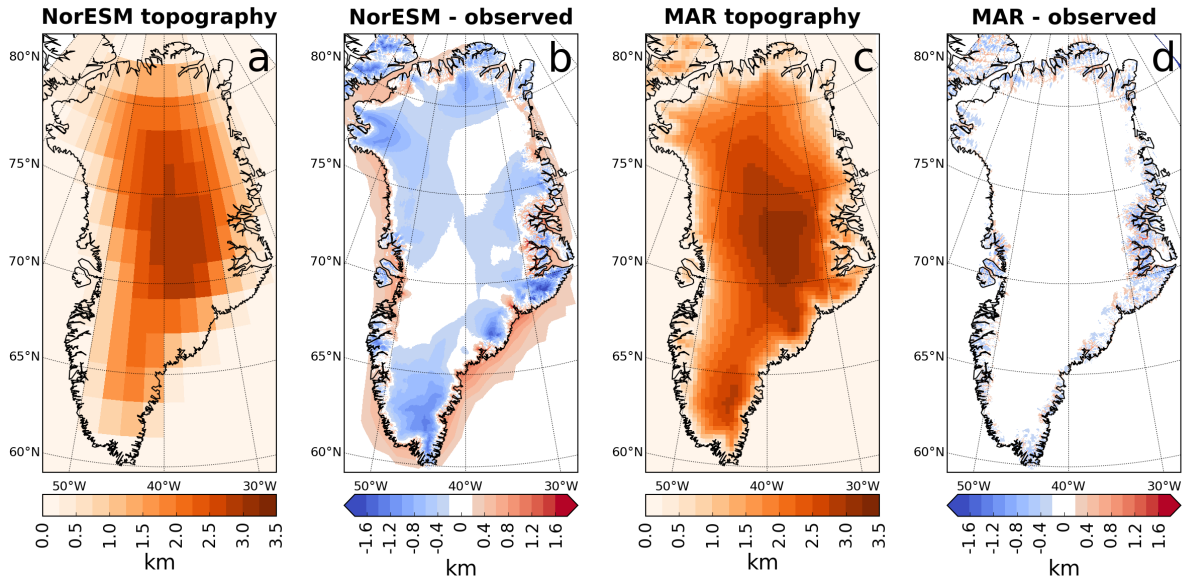 NorESM topography
NorESM - observed
MAR topography
MAR - observed
a
b
c
d
80°N
75°N
70°N
65°N
60°N
50°W 40°W 30°W
80°N
75°N
70°N
65°N
60°N
50°W 40°W 30°W
80°N
75°N
70°N
65°N
60°N
50°W 40°W 30°W
80°N
75°N
70°N
65°N
60°N
50°W 40°W 30°W
0.0 0.5 1.0 1.5 2.0 2.5 3.0 3.5
km
-1.6 -1.2 -0.8 -0.4 0 0.4 0.8 1.2 1.6
km
0.0 0.5 1.0 1.5 2.0 2.5 3.0 3.5
km
-1.6 -1.2 -0.8 -0.4 0 0.4 0.8 1.2 1.6
km